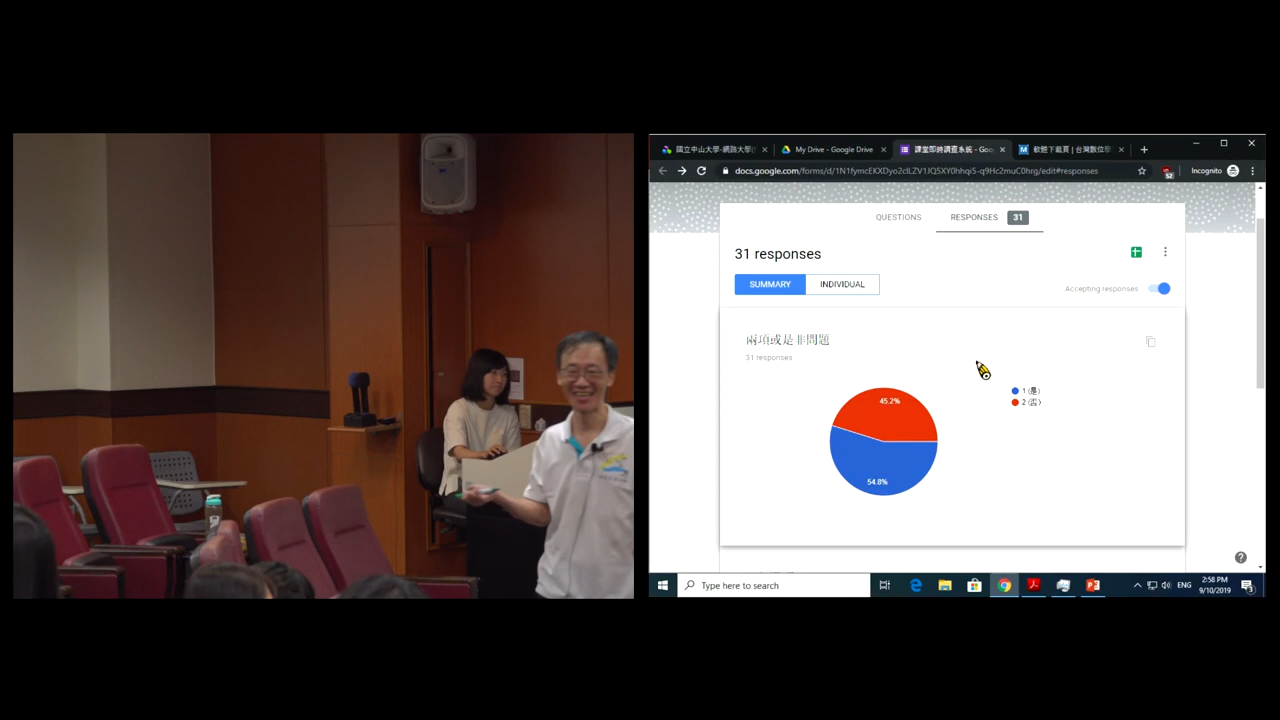 國立中山大學-網路大學(
My Drive - Google Drive
課堂即時調查系統 - Goo
軟體下載頁 | 台灣數位學
docs.google.com/forms/d/1N1fymcEKXDyo2clLZV1JQ5XY0hhqi5-q9Hc2muC0hrg/edit#responses
52
Incognito
QUESTIONS
RESPONSES 31
31 responses
SUMMARY
INDIVIDUAL
Accepting responses
兩項或是非問題
31 responses
1 (是)
2 (否)
45.2%
54.8%
Type here to search
ENG
2:58 PM
9/10/2019
3